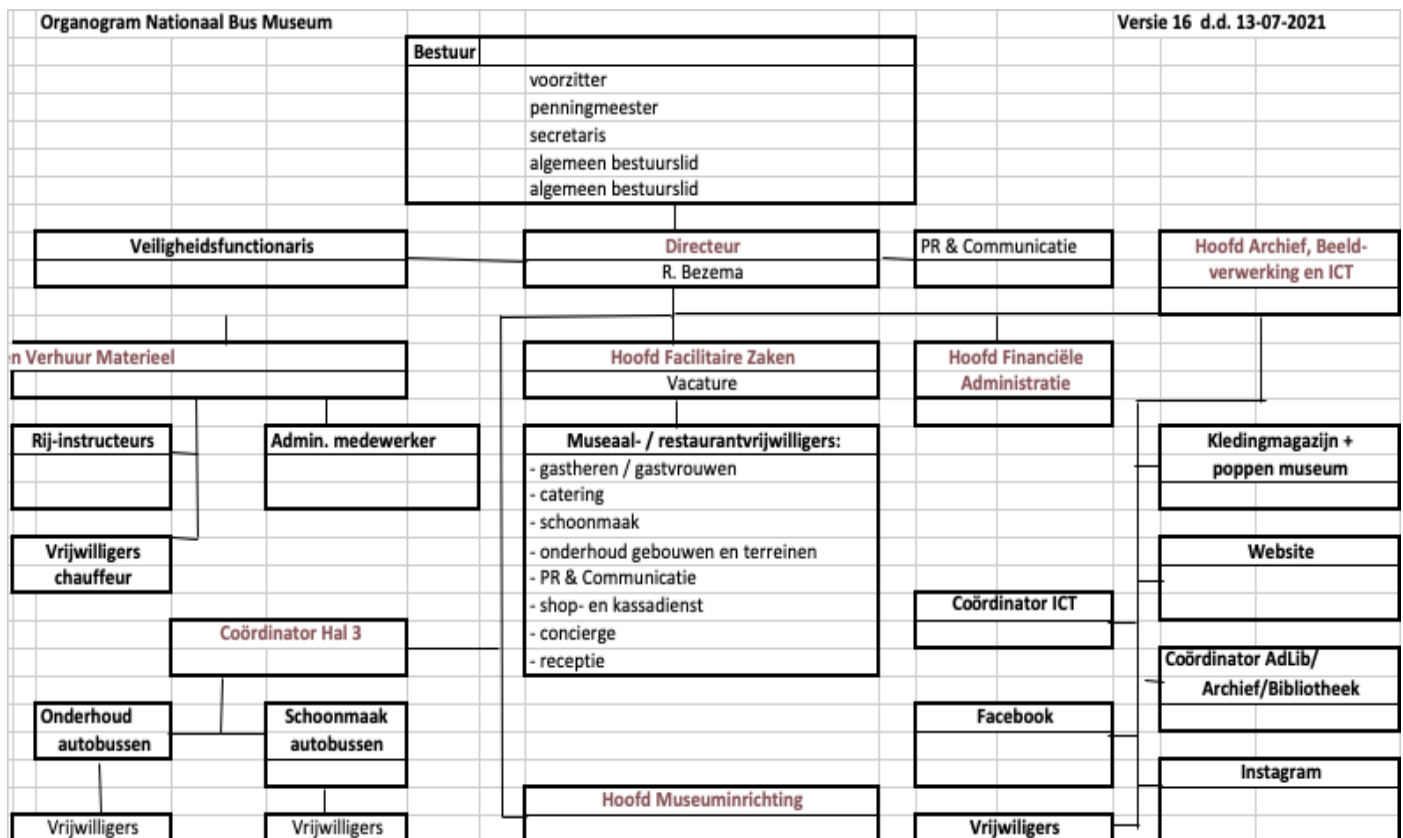 Organogram Nationaal Bus Museum
Versie 16 d.d. 13-07-2021
Bestuur
voorzitter
penningmeester
secretaris
algemeen bestuurslid
algemeen bestuurslid
Veiligheidsfunctionaris
Directeur
R. Bezema
PR & Communicatie
Hoofd Archief, Beeld-
verwerking en ICT
n Verhuur Materieel
Hoofd Facilitaire Zaken
Vacature
Hoofd Financiële
Administratie
Rij-instructeurs
Admin. medewerker
Museaal- / restaurantvrijwilligers:
- gastheren / gastvrouwen
- catering
- schoonmaak
- onderhoud gebouwen en terreinen
- PR & Communicatie
- shop- en kassadienst
- concierge
- receptie
Kledingmagazijn +
poppen museum
Vrijwilligers
chauffeur
Website
Coördinator ICT
Coördinator Hal 3
Coördinator AdLib/
Archief/Bibliotheek
Onderhoud
autobussen
Schoonmaak
autobussen
Facebook
Instagram
Hoofd Museuminrichting
Vrijwilligers
Vrijwilligers
Vrijwiligers